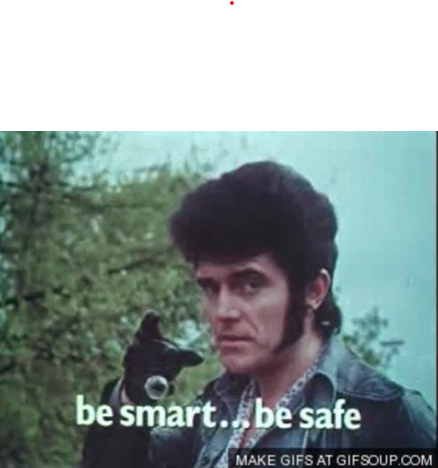 be smart...be safe
MAKE GIFS AT GIFSOUP.COM